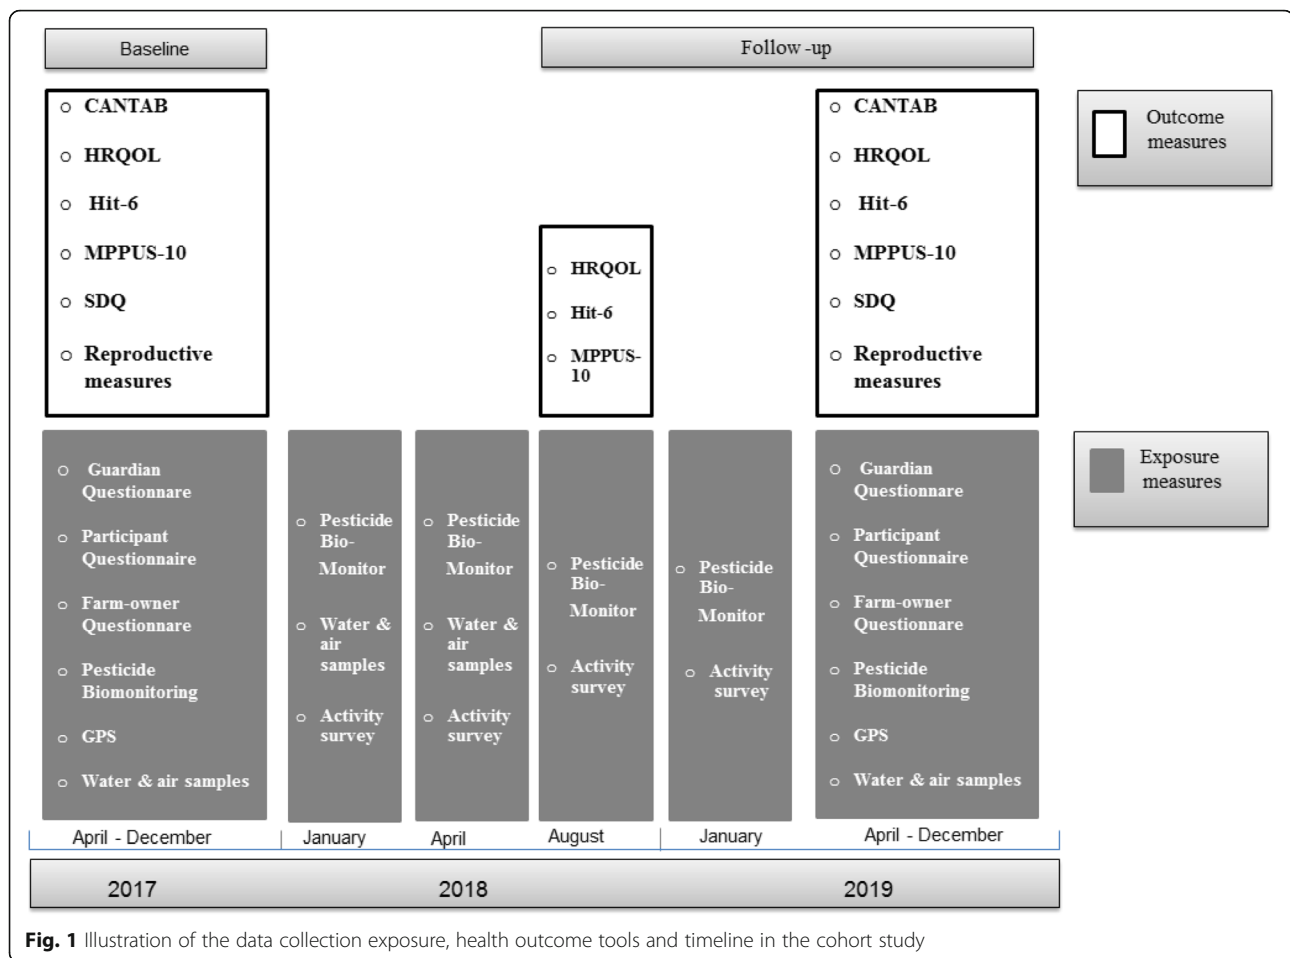 Baseline
Follow -up
CANTAB
HRQOL
Hit-6
MPPUS-10
SDQ
Reproductive
measures
HRQOL
Hit-6
MPPUS-
10
CANTAB
HRQOL
Hit-6
MPPUS-10
SDQ
Reproductive
measures
Outcome
measures
Guardian
Questionnare
Participant
Questionnaire
Farm-owner
Questionnare
Pesticide
Biomonitoring
GPS
Water & air samples
Pesticide
Bio-
Monitor
Water &
air
samples
Activity
survey
Pesticide
Bio-
Monitor
Water &
air
samples
Activity
survey
Pesticide
Bio-
Monitor
Activity
survey
Pesticide
Bio-
Monitor
Activity
survey
Guardian
Questionnare
Participant
Questionnaire
Farm-owner
Questionnare
Pesticide
Biomonitoring
GPS
Water & air samples
Exposure
measures
April - December
January
April
August
January
April - December
2017
2018
2019
Fig. 1 Illustration of the data collection exposure, health outcome tools and timeline in the cohort study